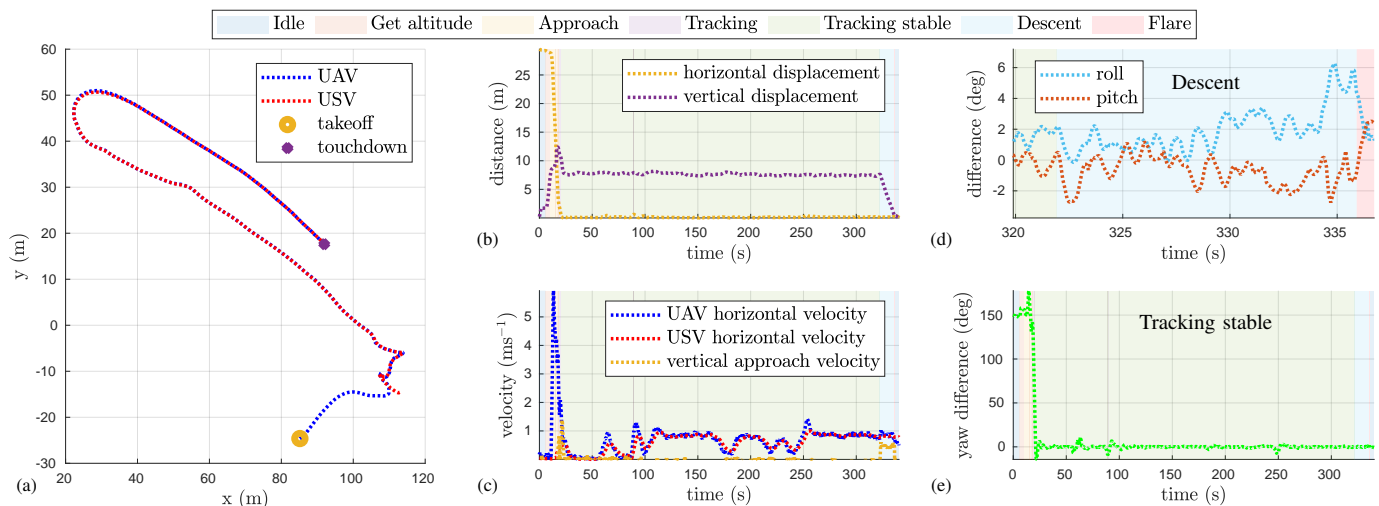 Idle Get altitude Approach Tracking Tracking stable Descent Flare
60
50
40
30
20
10
0
-10
-20
-30
20 40 60 80 100 120
x (m)
y (m)
UAV
USV
takeoff
touchdown
(a)
25
20
15
10
5
0 50 100 150 200 250 300
time (s)
distance (m)
horizontal displacement
vertical displacement
(b)
5
4
3
2
1
0 50 100 150 200 250 300
time (s)
velocity (ms⁻¹)
UAV horizontal velocity
USV horizontal velocity
vertical approach velocity
(c)
6
4
2
0
-2
320 325 330 335
time (s)
difference (deg)
roll
pitch
Descent
(d)
150
100
50
0
0 50 100 150 200 250 300
time (s)
yaw difference (deg)
Tracking stable
(e)